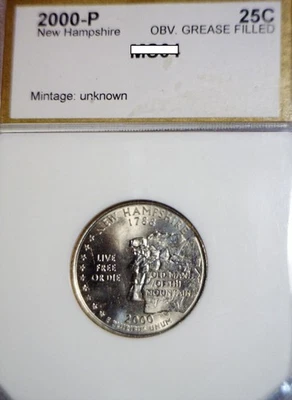 2000-P 25C
New Hampshire OBV. GREASE FILLED
Mintage: unknown
NEW HAMPSHIRE
1788
LIVE
FREE
OR DIE
OLD MAN
OF THE
MOUNTAIN
2000
UNUM